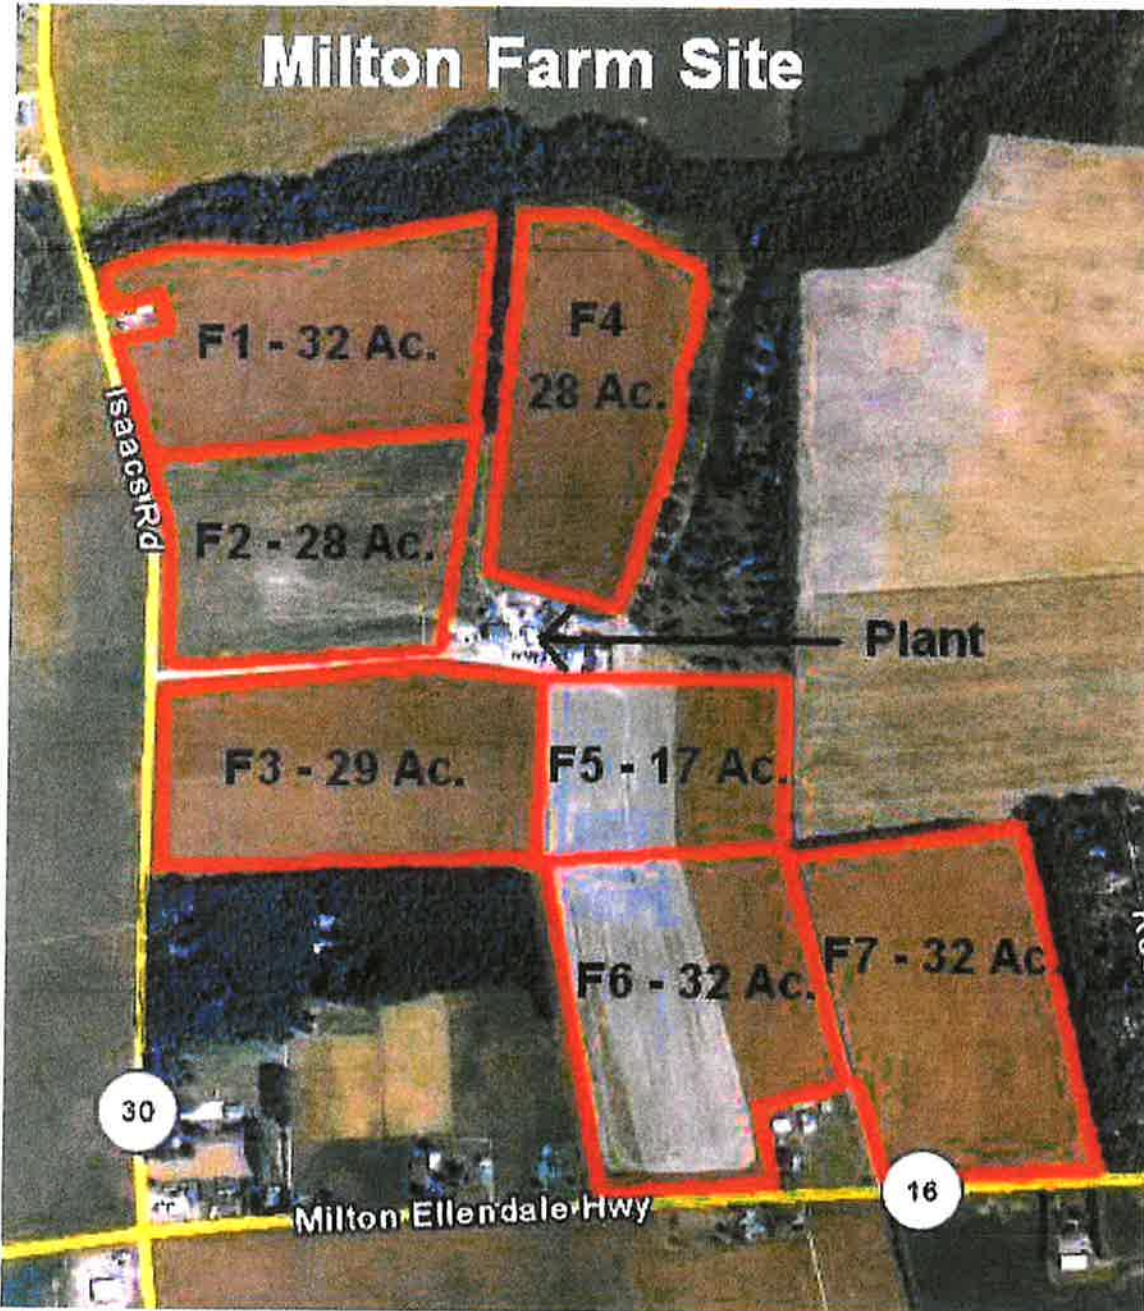 Milton Farm Site
F1 - 32 Ac.
F4
28 Ac.
Isaacs Rd
F2 - 28 Ac.
Plant
F3 - 29 Ac.
F5 - 17 Ac.
F6 - 32 Ac.
F7 - 32 Ac.
30
16
Milton Ellendale Hwy